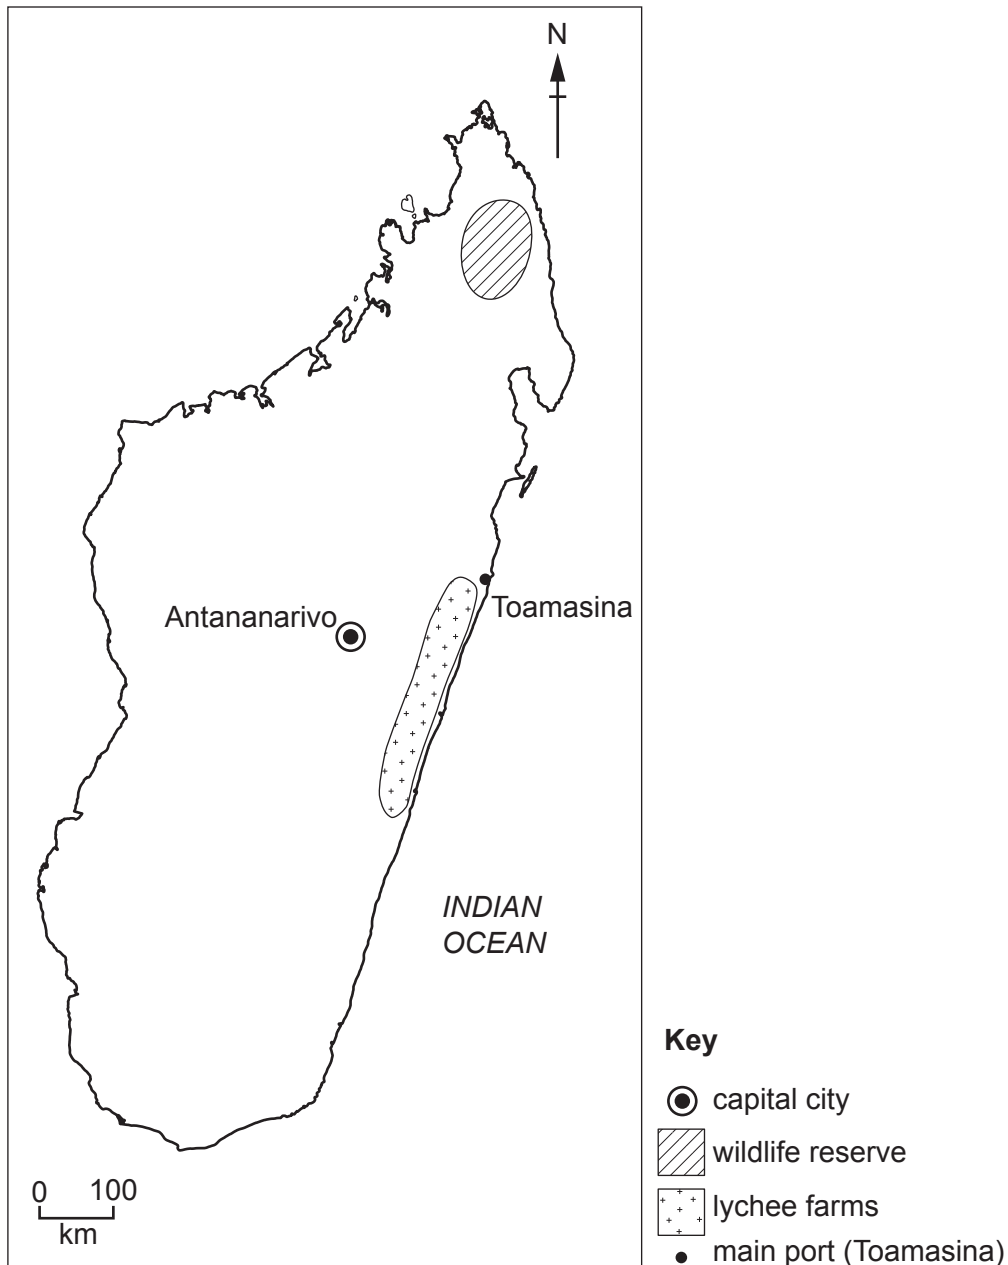 N
Antananarivo
Toamasina
INDIAN
OCEAN
Key
capital city
wildlife reserve
lychee farms
main port (Toamasina)
0 100
km